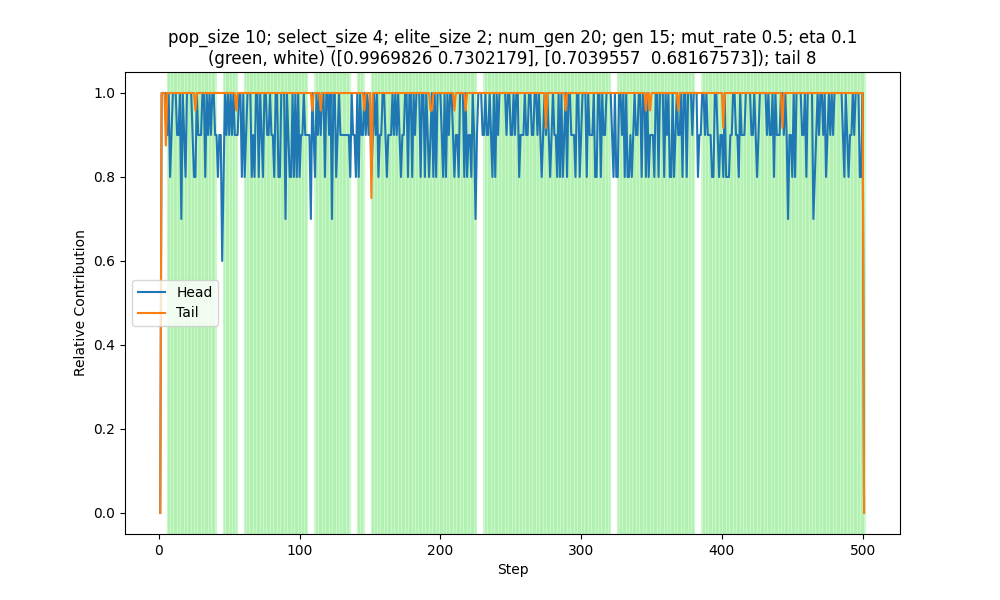 pop_size 10; select_size 4; elite_size 2; num_gen 20; gen 15; mut_rate 0.5; eta 0.1
(green, white) ([0.9969826 0.7302179], [0.7039557  0.68167573]); tail 8
1.0
0.8
0.6
0.4
0.2
0.0
Relative Contribution
Head
Tail
0
100
200
300
400
500
Step